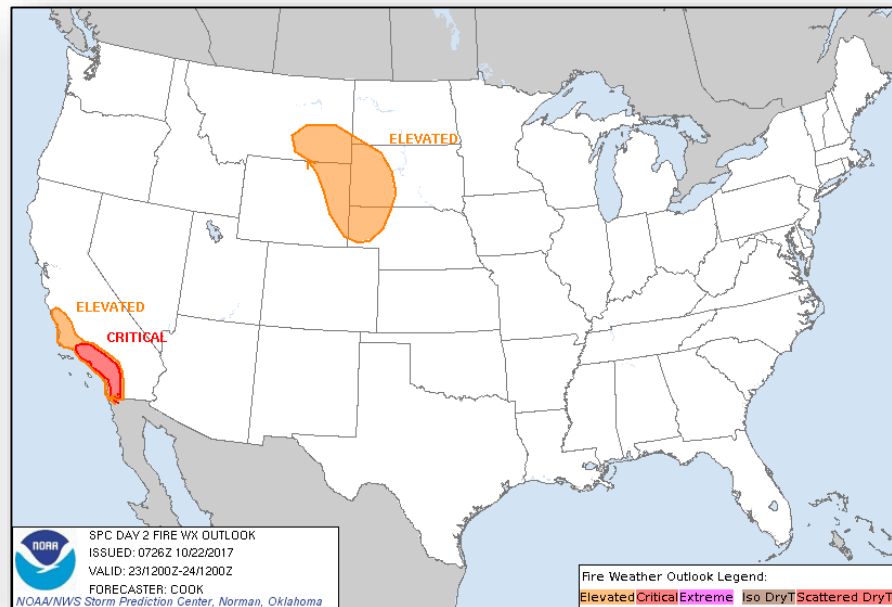 ELEVATED
ELEVATED
CRITICAL
NOAA
SPC DAY 2 FIRE WX OUTLOOK
ISSUED: 0726Z 10/22/2017
VALID: 23/1200Z-24/1200Z
FORECASTER: COOK
NOAA/NWS Storm Prediction Center, Norman, Oklahoma
Fire Weather Outlook Legend:
Elevated Critical Extreme Iso DryT Scattered DryT